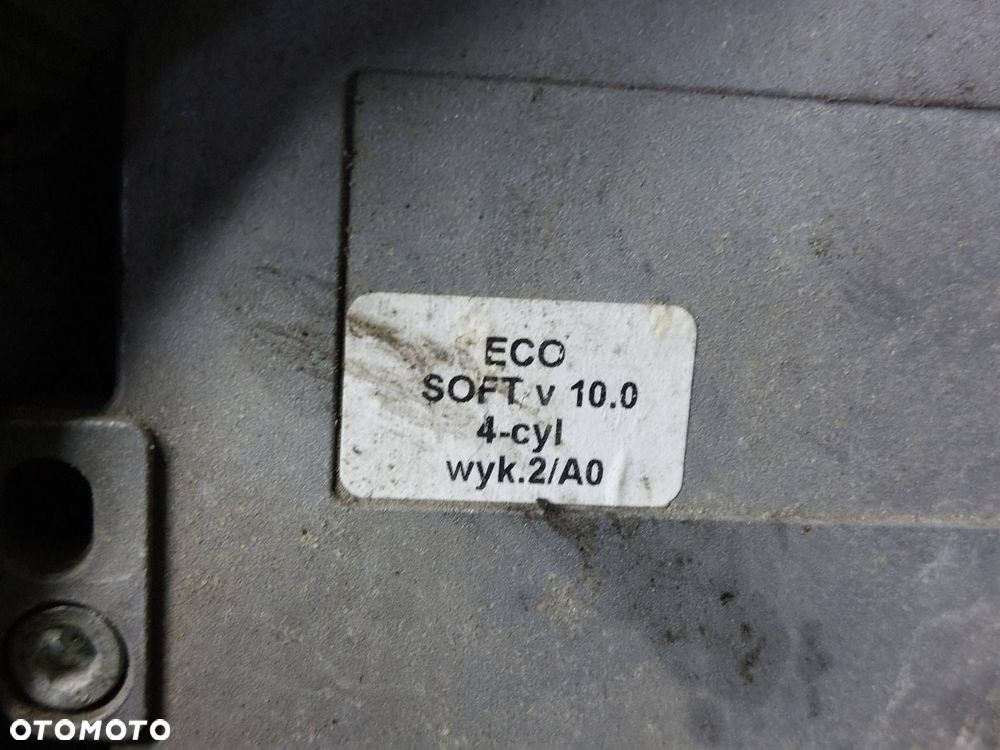 ECO
SOFT v 10.0
4-cyl
wyk.2/A0
OTOMOTO